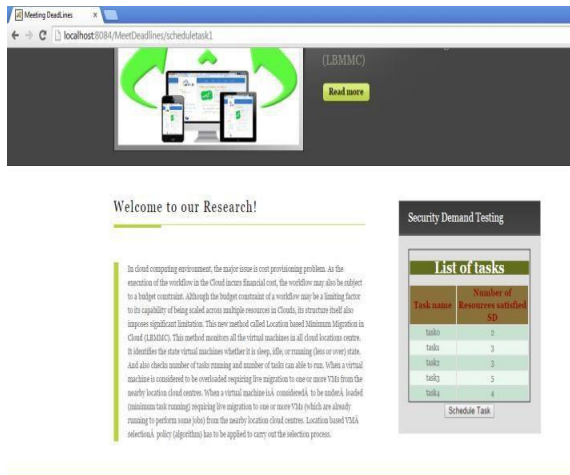 Meeting DeadLines
localhost:8084/MeetDeadlines/scheduletask1
(LBMMC)
Read more
Welcome to our Research!
In cloud computing environment, the major issue is cost provisioning problem. As the
execution of the workflow in the Cloud incurs financial cost, the workflow may also be subject
to a budget constraint. Although the budget constraint of a workflow may be a limiting factor
to its capability of being scaled across multiple resources in Clouds, its structure itself also
imposes significant limitation. This new method called Location based Minimum Migration in
Cloud (LBMMC). This method monitors all the virtual machines in all cloud locations centre.
It identifies the state virtual machines whether it is sleep, idle, or running (less or over) state.
And also checks number of tasks running and number of tasks can able to run. When a virtual
machine is considered to be overloaded requiring live migration to one or more VMs from the
nearby location cloud centres. When a virtual machine isÂ consideredÂ to be underÂ loaded
(minimum task running) requiring live migration to one or more VMs (which are already
running to perform some jobs) from the nearby location cloud centres. Location based VMÂ
selectionÂ policy (algorithm) has to be applied to carry out the selection process.
Security Demand Testing
List of tasks
Task name Number of Resources satisfied SD
task0 2
task1 3
task2 3
task3 5
task4 4
Schedule Task